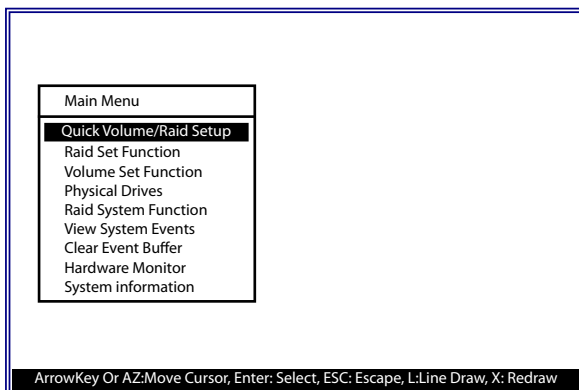 Main Menu
Quick Volume/Raid Setup
Raid Set Function
Volume Set Function
Physical Drives
Raid System Function
View System Events
Clear Event Buffer
Hardware Monitor
System information
ArrowKey Or AZ:Move Cursor, Enter: Select, ESC: Escape, L:Line Draw, X: Redraw